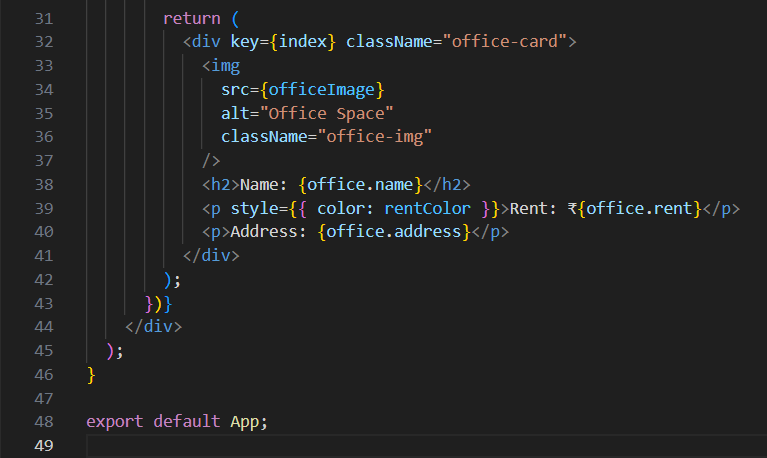 31 return (
32 <div key={index} className="office-card">
33 <img
34 src={officeImage}
35 alt="Office Space"
36 className="office-img"
37 />
38 <h2>Name: {office.name}</h2>
39 <p style={{ color: rentColor }}>Rent: ₹{office.rent}</p>
40 <p>Address: {office.address}</p>
41 </div>
42 );
43 })}
44 </div>
45 );
46 }
47
48 export default App;
49